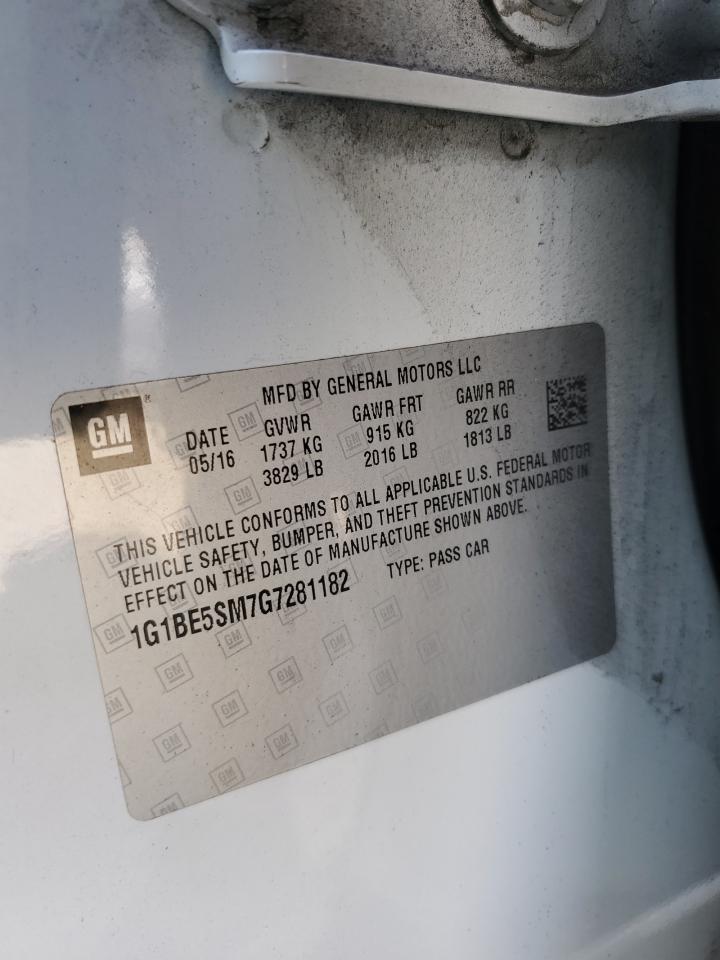 GM
MFD BY GENERAL MOTORS LLC
DATE GVWR GAWR FRT GAWR RR
05/16 1737 KG 915 KG 822 KG
3829 LB 2016 LB 1813 LB
THIS VEHICLE CONFORMS TO ALL APPLICABLE U.S. FEDERAL MOTOR
VEHICLE SAFETY, BUMPER, AND THEFT PREVENTION STANDARDS IN
EFFECT ON THE DATE OF MANUFACTURE SHOWN ABOVE.
1G1BE5SM7G7281182 TYPE: PASS CAR